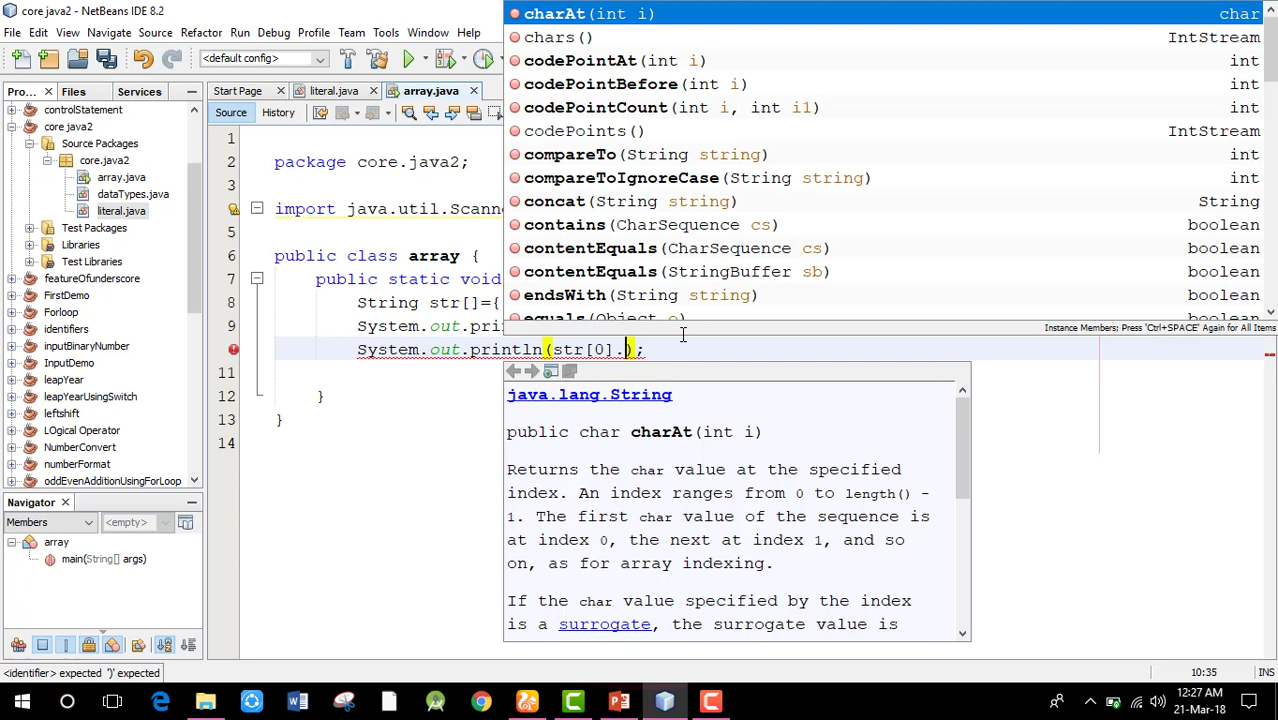 core java2 - NetBeans IDE 8.2
File Edit View Navigate Source Refactor Run Debug Profile Team Tools Window Help
<default config>
Pro... Files Services
Start Page literal.java array.java
Source History
controlStatement
core java2
Source Packages
core.java2
array.java
dataTypes.java
literal.java
Test Packages
Libraries
Test Libraries
featureOfunderscore
FirstDemo
Forloop
identifiers
inputBinaryNumber
Identifiers
leapYear
leapYearUsingSwitch
leftshift
LOgical Operator
NumberConvert
numberFormat
oddEvenAdditionUsingForLoop
Navigator
Members <empty>
array
main(String[] args)
1
2 package core.java2;
3
4 import java.util.Scann
5
6 public class array {
7 public static void
8 String str[]={
9 System.out.prin
System.out.println(str[0].);
11
12 }
13 }
14
charAt(int i) char
chars() IntStream
codePointAt(int i) int
codePointBefore(int i) int
codePointCount(int i, int i1) int
codePoints() IntStream
compareTo(String string) int
compareToIgnoreCase(String string) int
concat(String string) String
contains(CharSequence cs) boolean
contentEquals(CharSequence cs) boolean
contentEquals(StringBuffer sb) boolean
endsWith(String string) boolean
equals(Object o)
Instance Members; Press 'Ctrl+SPACE' Again for All Items
java.lang.String
public char charAt(int i)
Returns the char value at the specified
index. An index ranges from 0 to length() -
1. The first char value of the sequence is
at index 0, the next at index 1, and so
on, as for array indexing.
If the char value specified by the index
is a surrogate, the surrogate value is
<identifier> expected ')' expected
10:35 INS
12:27 AM
21-Mar-18